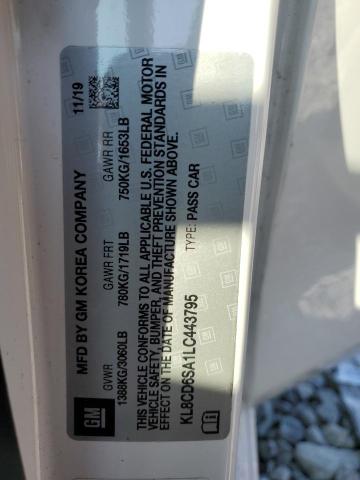 MFD BY GM KOREA COMPANY 11/19
GVWR GAWR FRT GAWR RR
1388KG/3060LB 780KG/1719LB 750KG/1653LB
THIS VEHICLE CONFORMS TO ALL APPLICABLE U.S. FEDERAL MOTOR
VEHICLE SAFETY, BUMPER, AND THEFT PREVENTION STANDARDS IN
EFFECT ON THE DATE OF MANUFACTURE SHOWN ABOVE.
KL8CD6SA1LC443795 TYPE: PASS CAR
GM